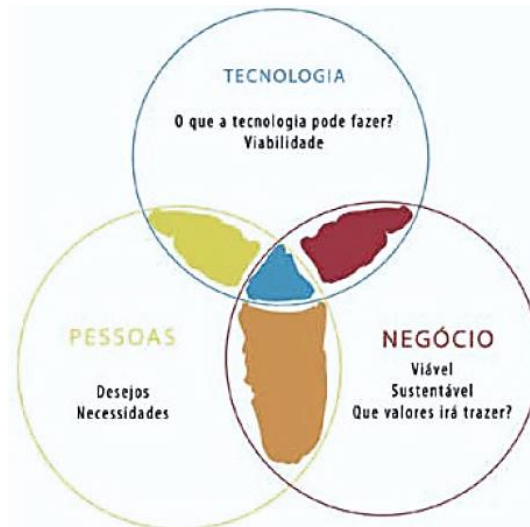 TECNOLOGIA
O que a tecnologia pode fazer?
Viabilidade
PESSOAS
Desejos
Necessidades
NEGÓCIO
Viável
Sustentável
Que valores irá trazer?